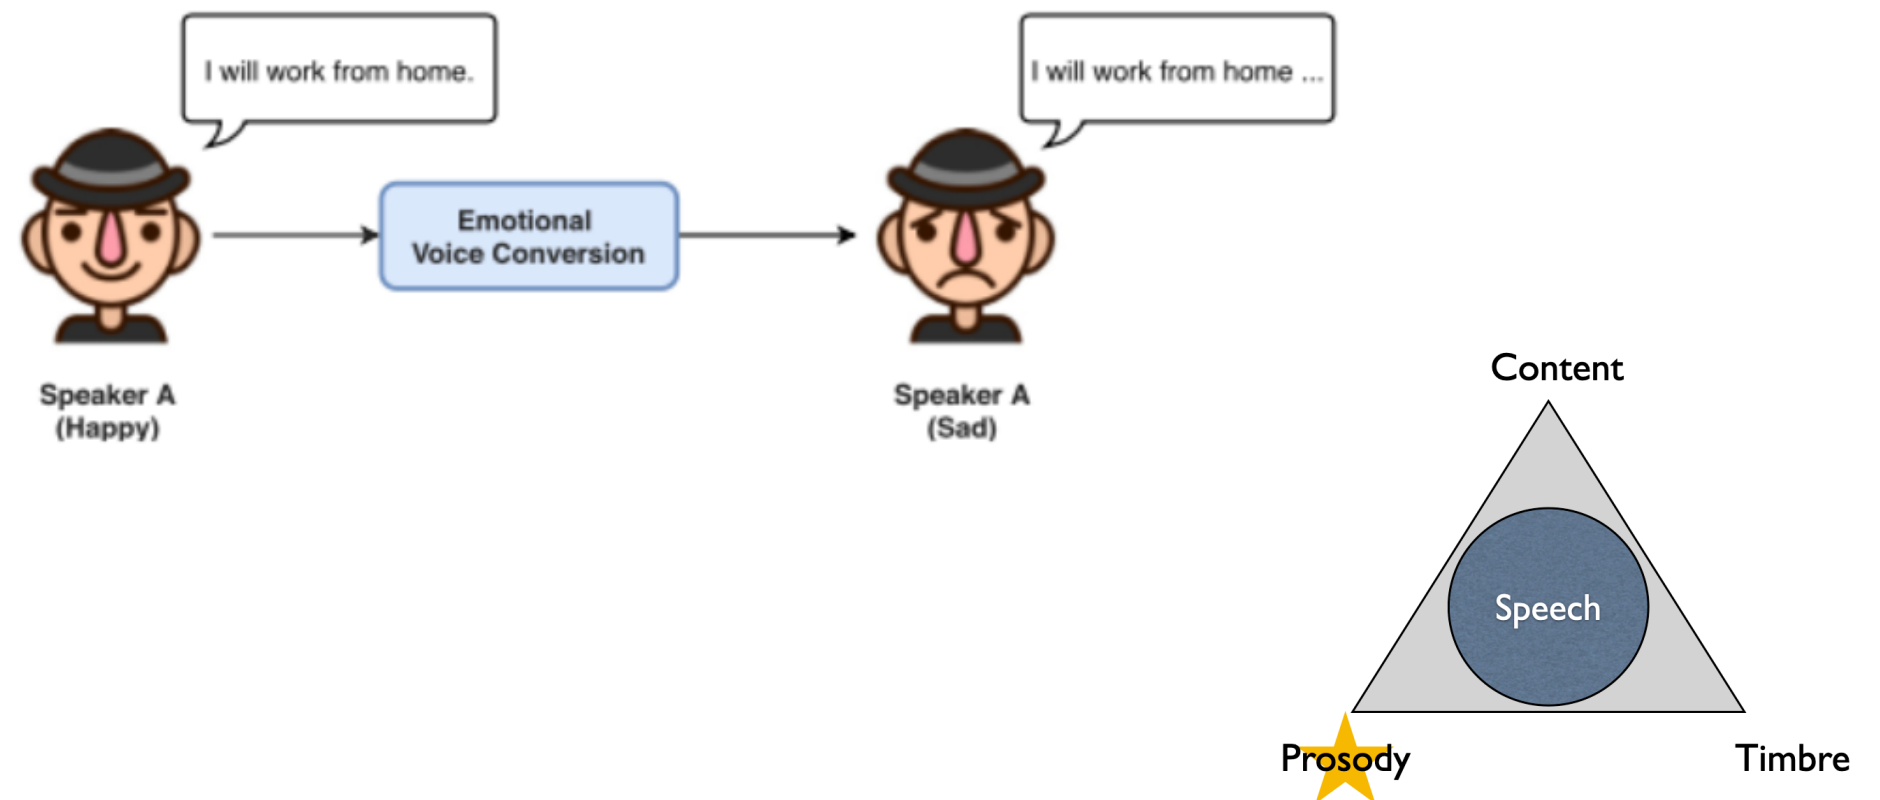 I will work from home.
I will work from home ...
Emotional
Voice Conversion
Speaker A
(Happy)
Speaker A
(Sad)
Content
Speech
Prosody
Timbre